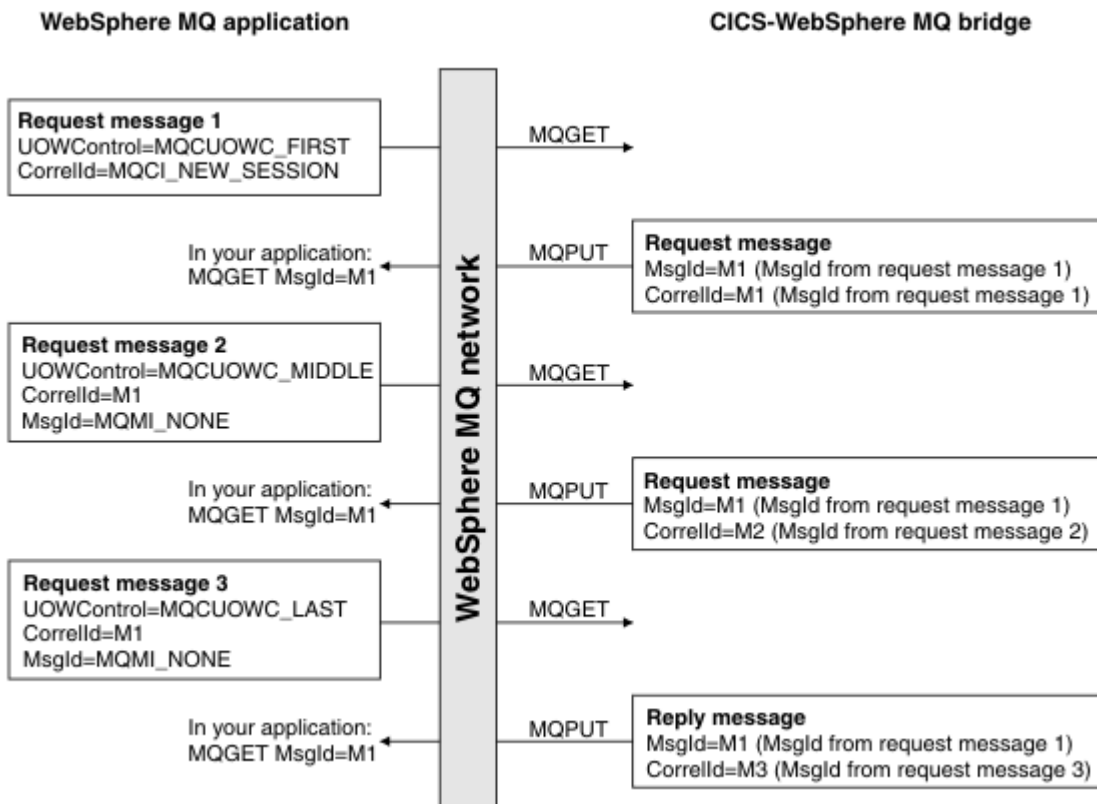 WebSphere MQ application
CICS-WebSphere MQ bridge
Request message 1
UOWControl=MQCUOWC_FIRST
CorrelId=MQCI_NEW_SESSION
MQGET
In your application:
MQGET MsgId=M1
MQPUT
Request message
MsgId=M1 (MsgId from request message 1)
CorrelId=M1 (MsgId from request message 1)
Request message 2
UOWControl=MQCUOWC_MIDDLE
CorrelId=M1
MsgId=MQMI_NONE
MQGET
WebSphere MQ network
In your application:
MQGET MsgId=M1
MQPUT
Request message
MsgId=M1 (MsgId from request message 1)
CorrelId=M2 (MsgId from request message 2)
Request message 3
UOWControl=MQCUOWC_LAST
CorrelId=M1
MsgId=MQMI_NONE
MQGET
In your application:
MQGET MsgId=M1
MQPUT
Reply message
MsgId=M1 (MsgId from request message 1)
CorrelId=M3 (MsgId from request message 3)